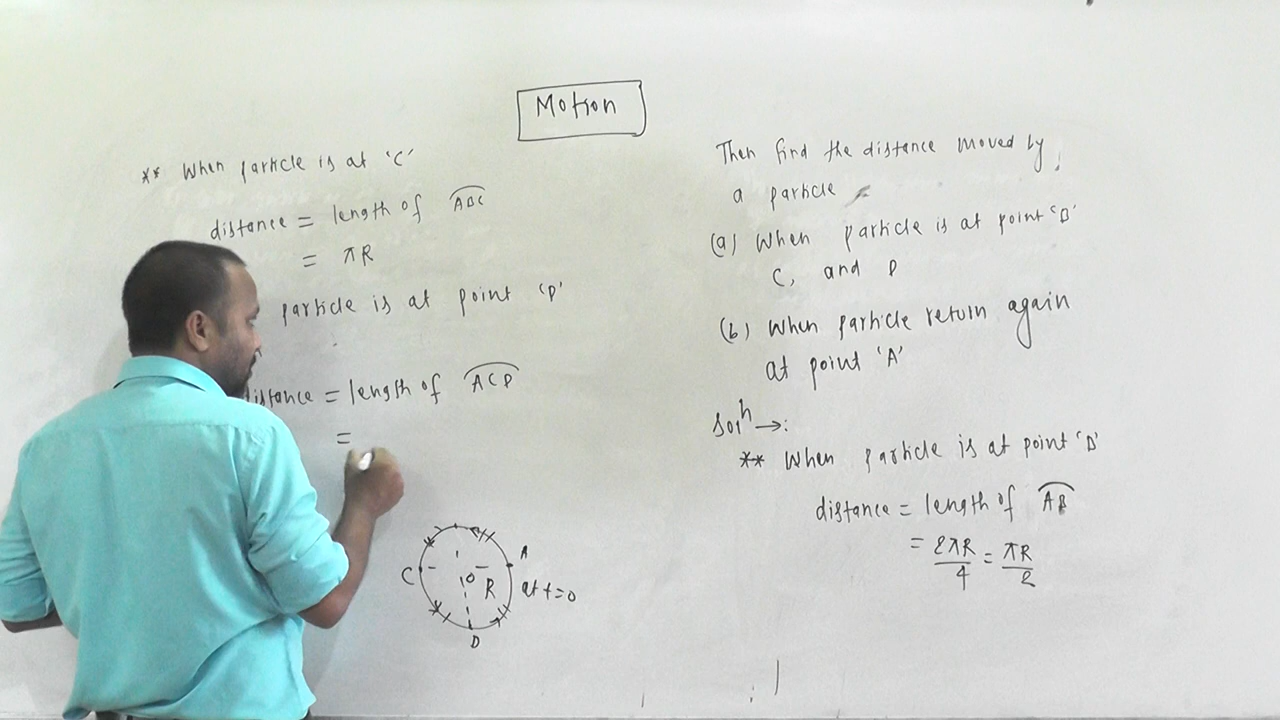 Motion
** When particle is at 'C'
distance = length of ABC
= πR
particle is at point 'D'
distance = length of ACD
=
C
O
R
A
at t=0
D
Then find the distance moved by
a particle
(a) When particle is at point 'B'
C, and D
(b) When particle return again
at point 'A'
Solⁿ →:
** When particle is at point 'B'
distance = length of AB
= 2πR/4 = πR/2